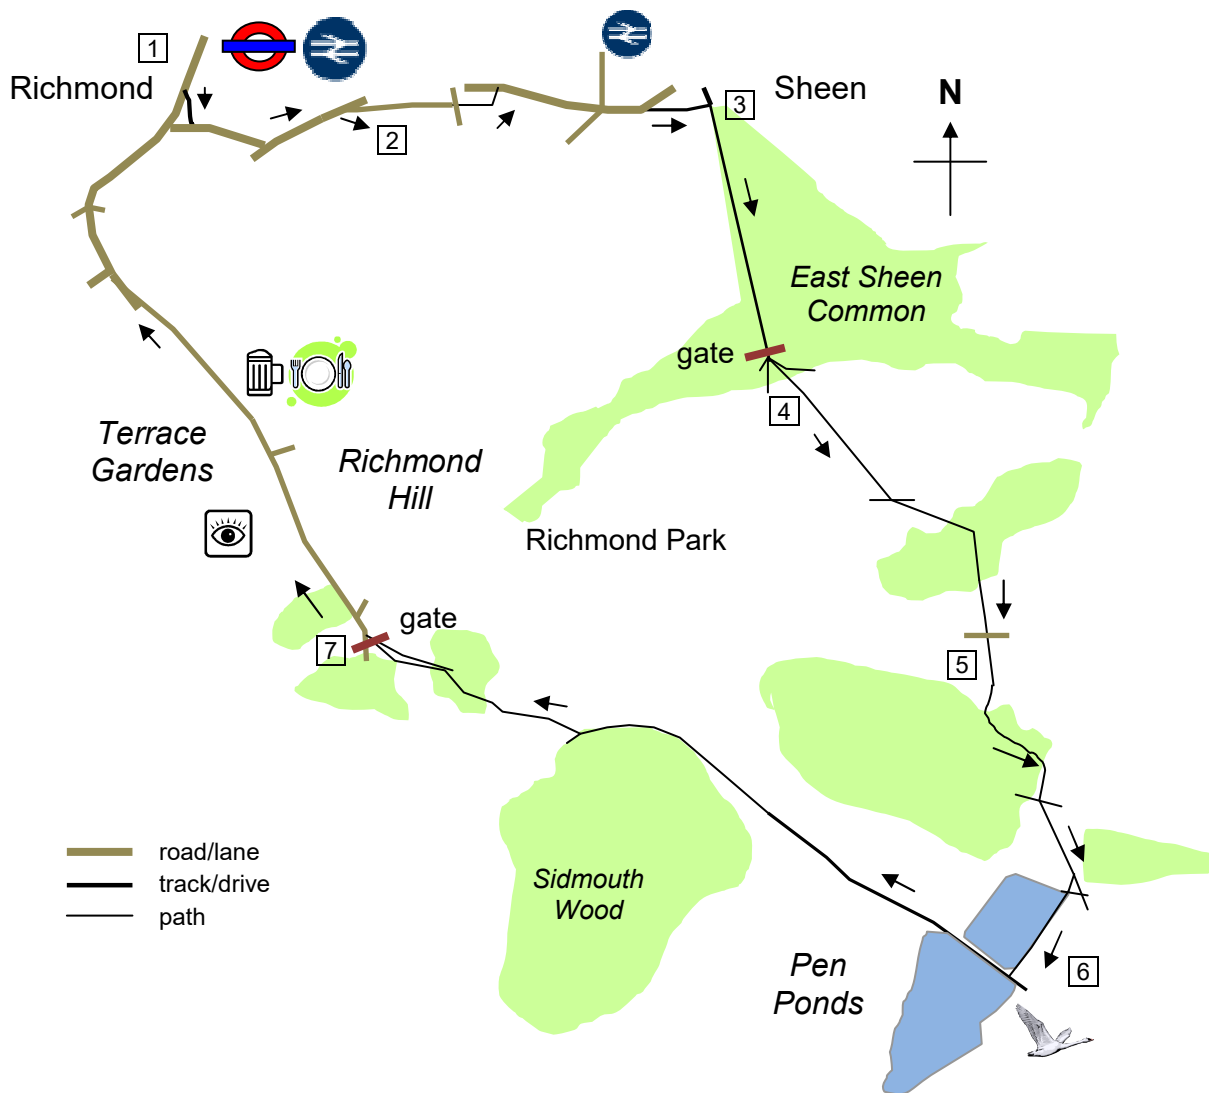 1
Richmond
2
3
Sheen
N
East Sheen
Common
gate
4
Terrace
Gardens
Richmond
Hill
Richmond Park
gate
7
5
road/lane
track/drive
path
Sidmouth
Wood
Pen
Ponds
6